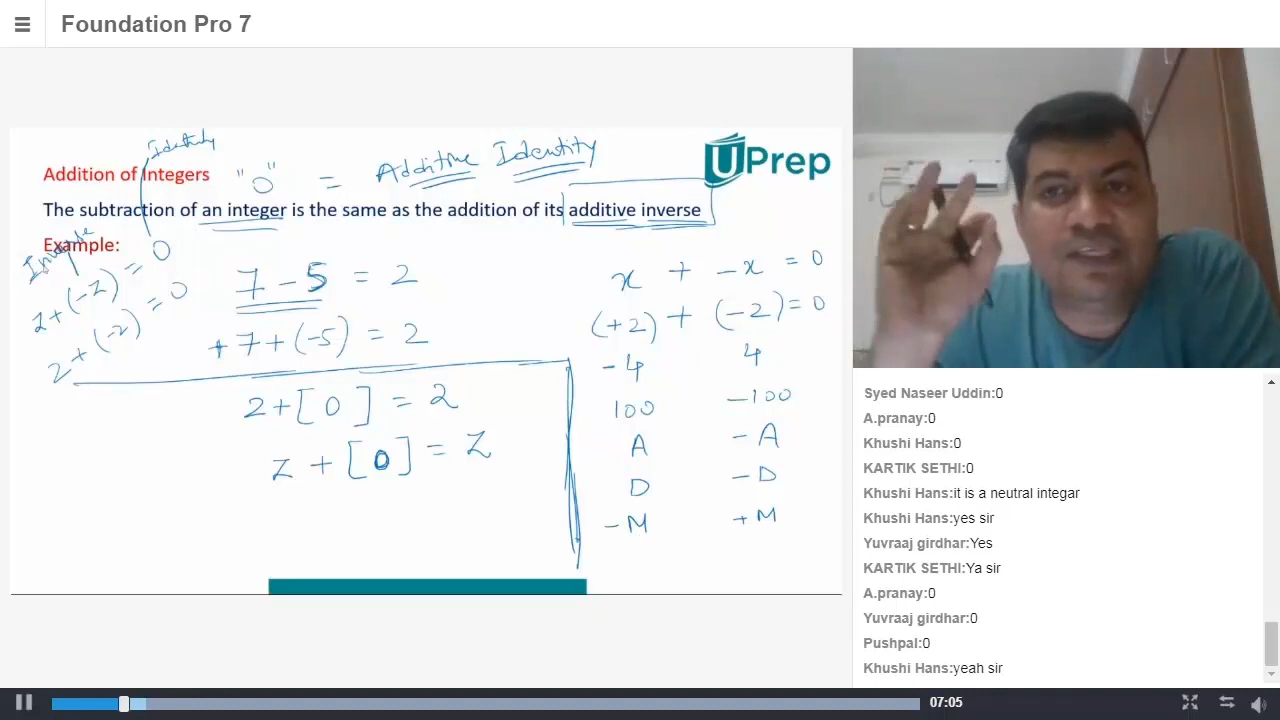 Foundation Pro 7
Identity
Addition of Integers "0" = Additive Identity
UPrep
The subtraction of an integer is the same as the addition of its additive inverse
Example:
Inverse
2+(-2) = 0
2+(-2) = 0
7 - 5 = 2
+7+(-5) = 2
2+[0] = 2
Z+[0] = Z
x + -x = 0
(+2) + (-2) = 0
-4 4
100 -100
A -A
D -D
-M +M
Syed Naseer Uddin:0
A.pranay:0
Khushi Hans:0
KARTIK SETHI:0
Khushi Hans:it is a neutral integar
Khushi Hans:yes sir
Yuvraaj girdhar:Yes
KARTIK SETHI:Ya sir
A.pranay:0
Yuvraaj girdhar:0
Pushpal:0
Khushi Hans:yeah sir
07:05